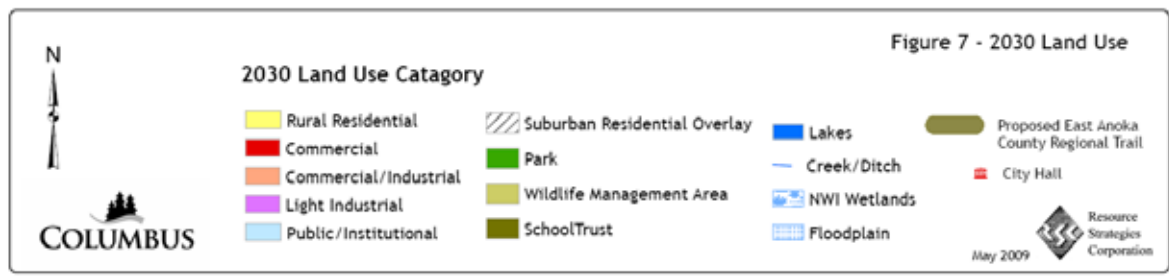 Figure 7 - 2030 Land Use
N
2030 Land Use Catagory
Rural Residential
Commercial
Commercial/Industrial
Light Industrial
Public/Institutional
Suburban Residential Overlay
Park
Wildlife Management Area
SchoolTrust
Lakes
Creek/Ditch
NWI Wetlands
Floodplain
Proposed East Anoka
County Regional Trail
City Hall
COLUMBUS
May 2009
Resource
Strategies
Corporation